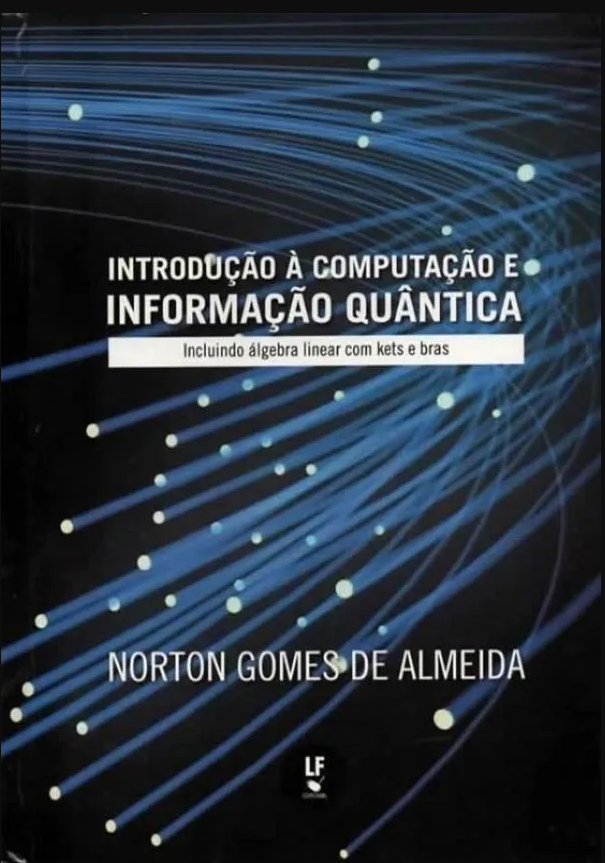 INTRODUÇÃO À COMPUTAÇÃO E
INFORMAÇÃO QUÂNTICA
Incluindo álgebra linear com kets e bras
NORTON GOMES DE ALMEIDA
LF